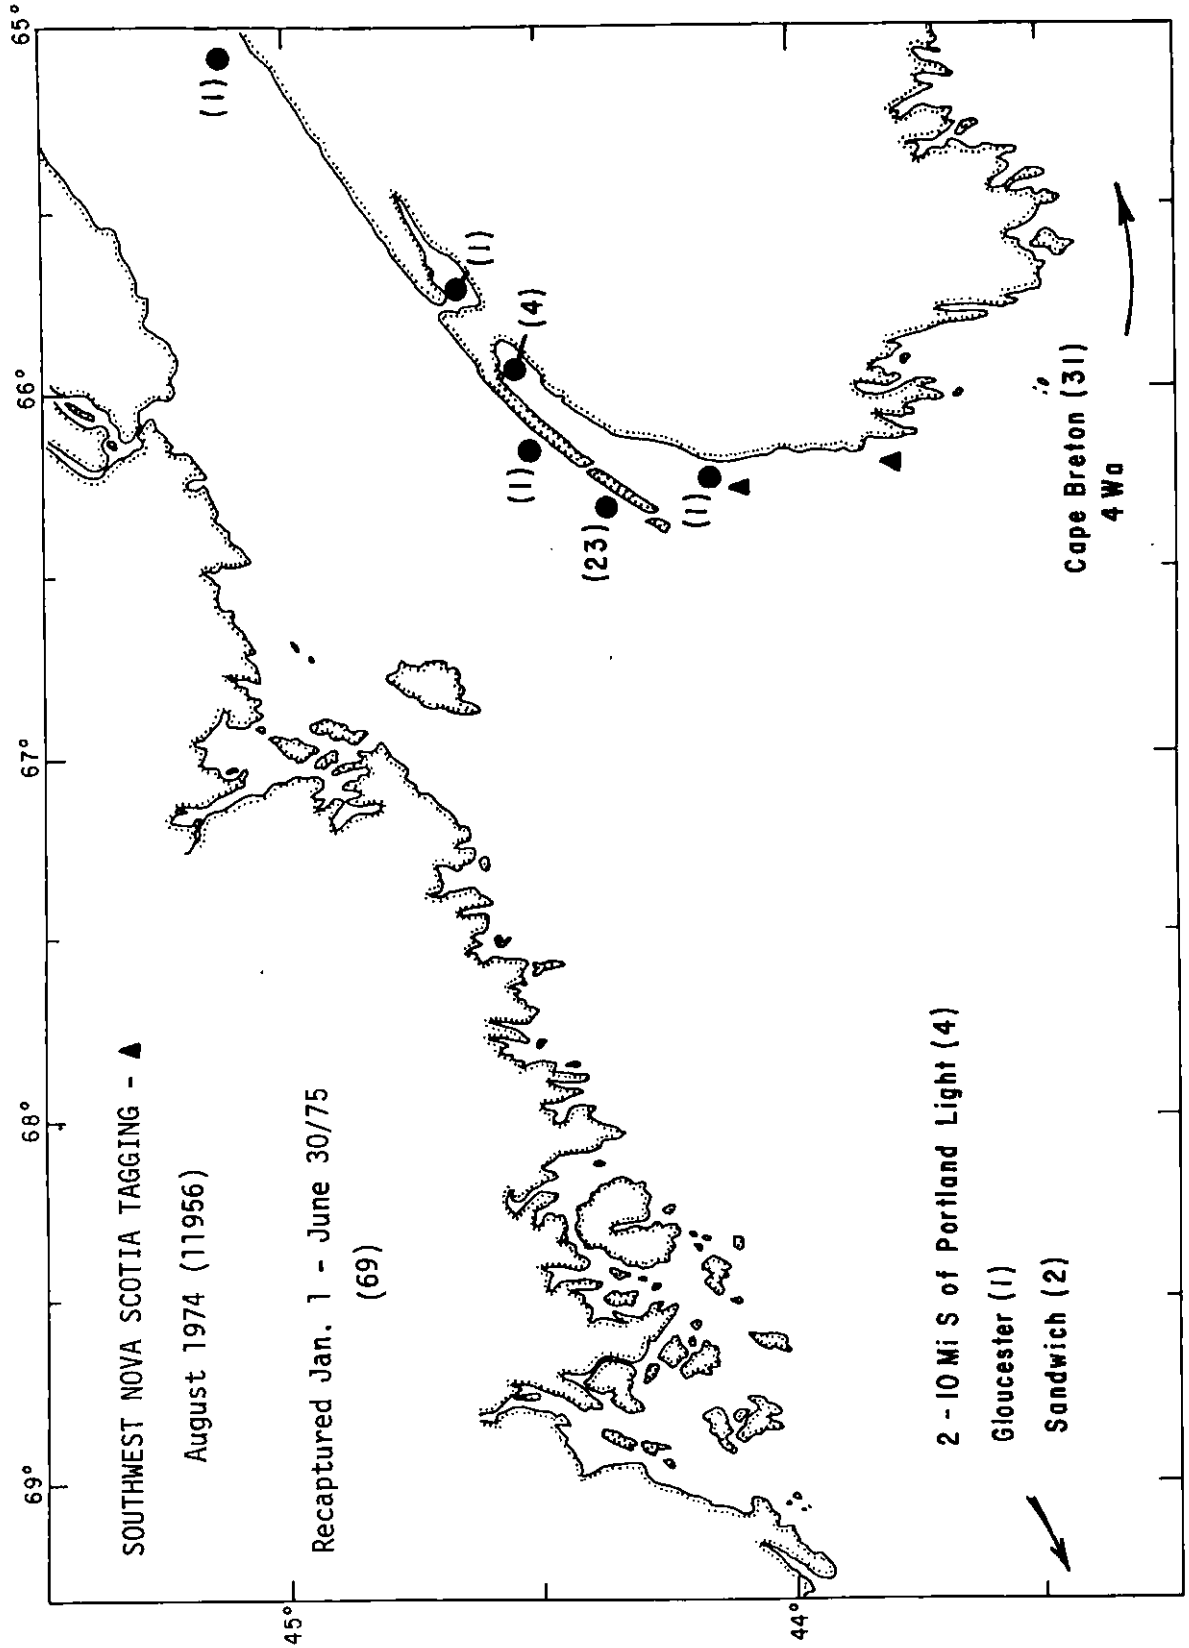 SOUTHWEST NOVA SCOTIA TAGGING - ▲
August 1974 (11956)
Recaptured Jan. 1 - June 30/75
(69)
69°
68°
67°
66°
65°
45°
44°
(1)
(1)
(4)
(1)
(23)
(1)
Cape Breton (31)
4 Wa
2 - 10 Mi S of Portland Light (4)
Gloucester (1)
Sandwich (2)